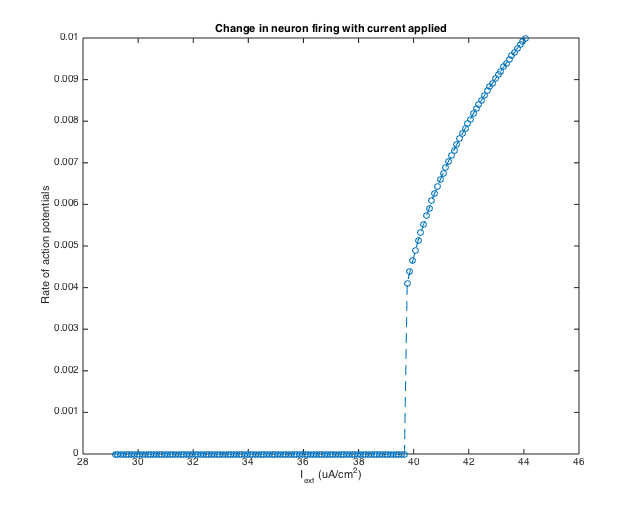 Change in neuron firing with current applied
0.01
0.009
0.008
0.007
0.006
0.005
0.004
0.003
0.002
0.001
0
Rate of action potentials
28 30 32 34 36 38 40 42 44 46
I_ext (uA/cm^2)